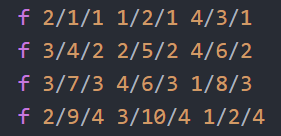 f 2/1/1 1/2/1 4/3/1
f 3/4/2 2/5/2 4/6/2
f 3/7/3 4/6/3 1/8/3
f 2/9/4 3/10/4 1/2/4